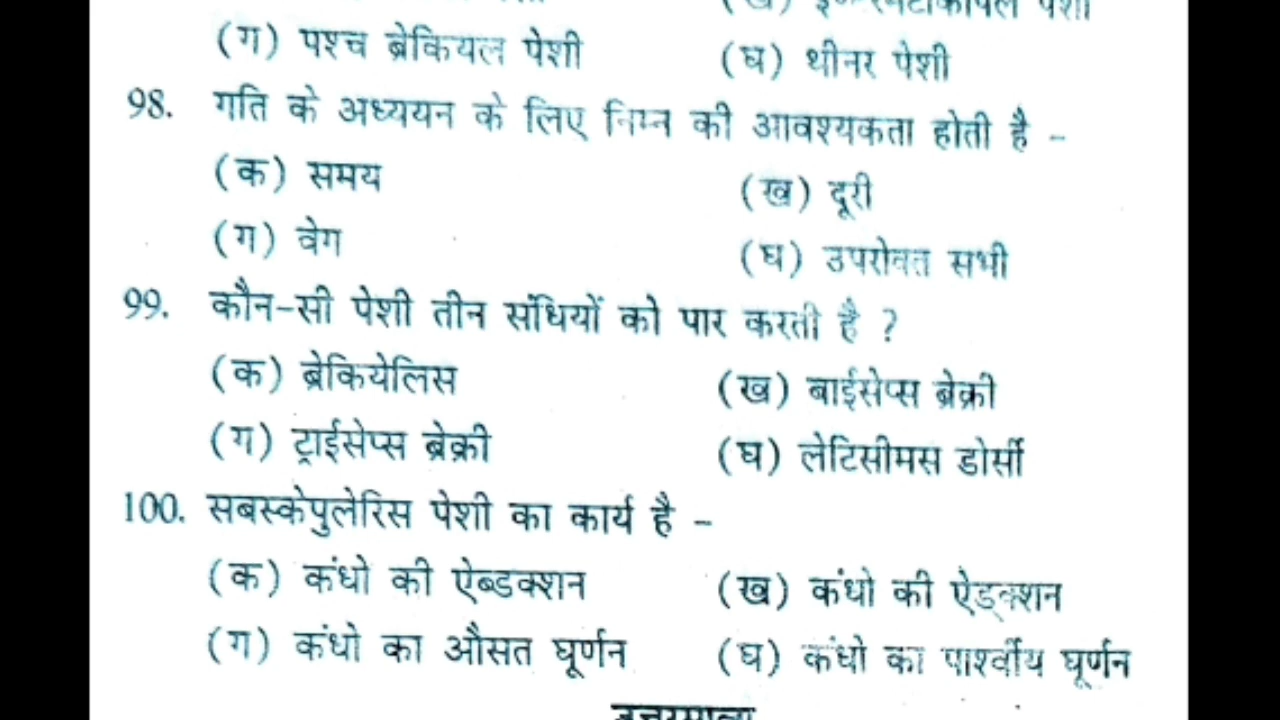 (ग) पश्च ब्रेकियल पेशी (घ) थीनर पेशी
98. गति के अध्ययन के लिए निम्न की आवश्यकता होती है –
(क) समय (ख) दूरी
(ग) वेग (घ) उपरोक्त सभी
99. कौन-सी पेशी तीन संधियों को पार करती है ?
(क) ब्रेकियेलिस (ख) बाईसेप्स ब्रेक्री
(ग) ट्राईसेप्स ब्रेक्री (घ) लेटिसीमस डोर्सी
100. सबस्केपुलेरिस पेशी का कार्य है –
(क) कंधो की ऐब्डक्शन (ख) कंधो की ऐड्क्शन
(ग) कंधो का औसत घूर्णन (घ) कंधो का पार्श्वीय घूर्णन